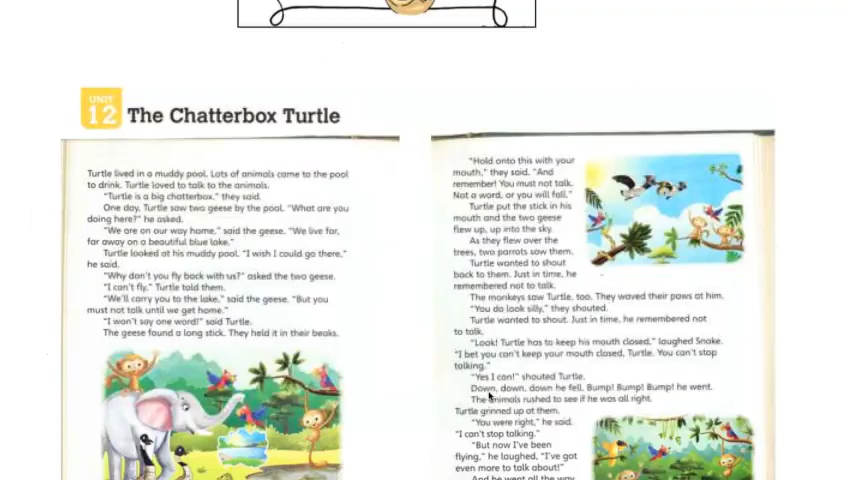 UNIT
12 The Chatterbox Turtle
Turtle lived in a muddy pool. Lots of animals came to the pool
to drink. Turtle loved to talk to the animals.
"Turtle is a big chatterbox," they said.
One day, Turtle saw two geese by the pool. "What are you
doing here?" he asked.
"We are on our way home," said the geese. "We live far,
far away on a beautiful blue lake."
Turtle looked at his muddy pool. "I wish I could go there,"
he said.
"Why don't you fly back with us?" asked the two geese.
"I can't fly," Turtle told them.
"We'll carry you to the lake," said the geese. "But you
must not talk until we get home."
"I won't say one word!" said Turtle.
The geese found a long stick. They held it in their beaks.
"Hold onto this with your
mouth," they said. "And
remember! You must not talk.
Not a word, or you will fall."
Turtle put the stick in his
mouth and the two geese
flew up, up into the sky.
As they flew over the
trees, two parrots saw them.
Turtle wanted to shout
back to them. Just in time, he
remembered not to talk.
The monkeys saw Turtle, too. They waved their paws at him.
"You do look silly," they shouted.
Turtle wanted to shout. Just in time, he remembered not
to talk.
"Look! Turtle has to keep his mouth closed," laughed Snake.
"I bet you can't keep your mouth closed, Turtle. You can't stop
talking."
"Yes I can!" shouted Turtle.
Down, down, down he fell. Bump! Bump! Bump! he went.
The animals rushed to see if he was all right.
Turtle grinned up at them.
"You were right," he said.
"I can't stop talking."
"But now I've been
flying," he laughed, "I've got
even more to talk about!"
And he went all the way